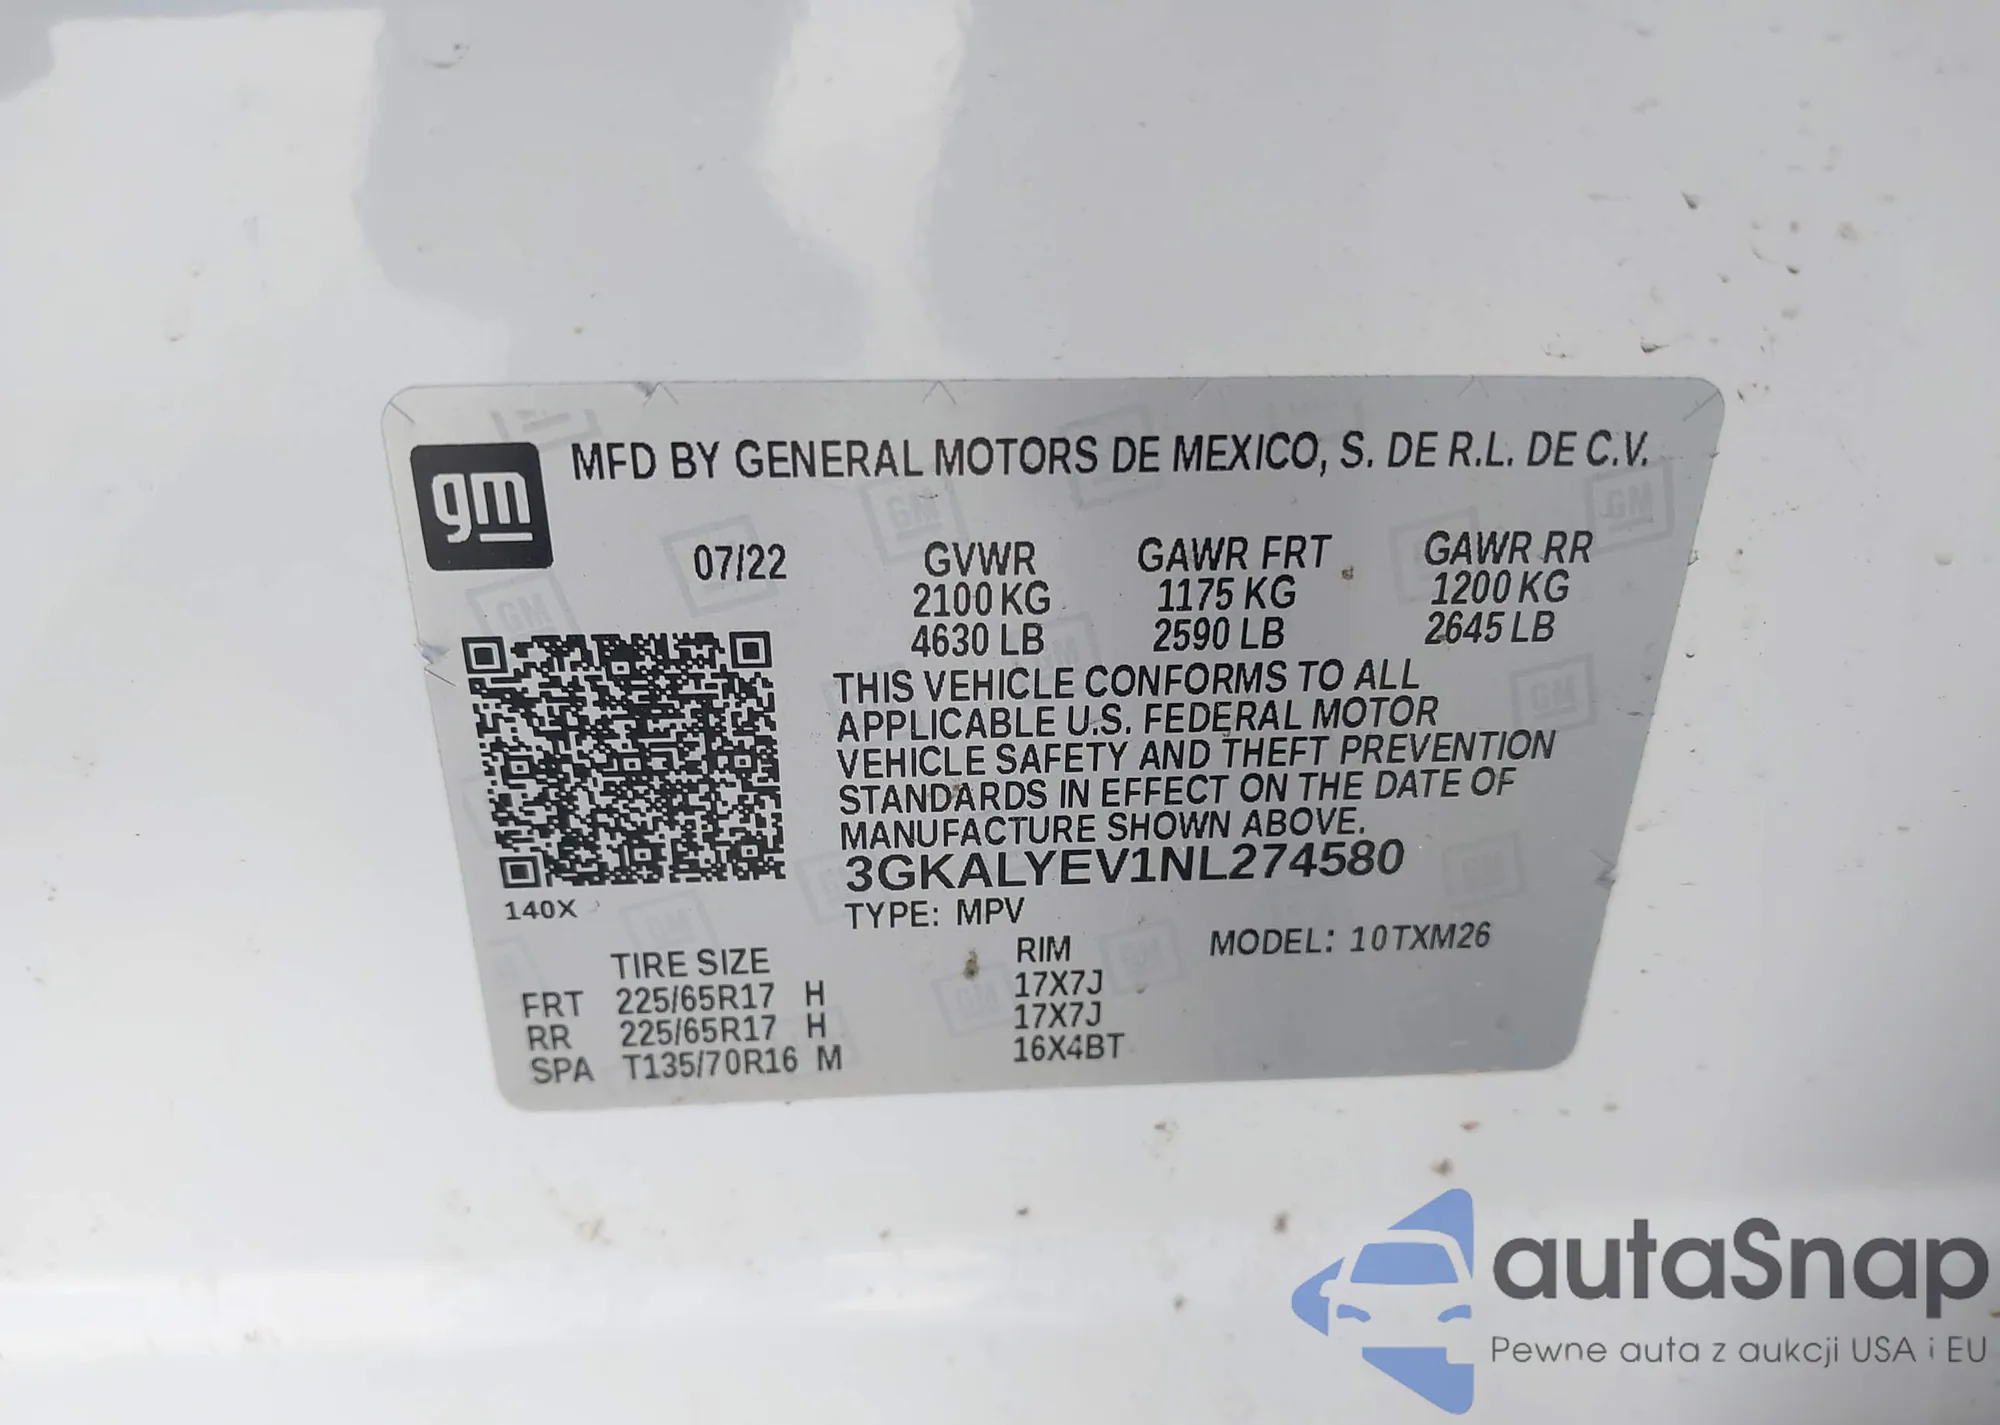 gm
MFD BY GENERAL MOTORS DE MEXICO, S. DE R.L. DE C.V.
07/22 GVWR GAWR FRT GAWR RR
2100 KG 1175 KG 1200 KG
4630 LB 2590 LB 2645 LB
THIS VEHICLE CONFORMS TO ALL
APPLICABLE U.S. FEDERAL MOTOR
VEHICLE SAFETY AND THEFT PREVENTION
STANDARDS IN EFFECT ON THE DATE OF
MANUFACTURE SHOWN ABOVE.
3GKALYEV1NL274580
140X
TYPE: MPV
TIRE SIZE RIM MODEL: 10TXM26
FRT 225/65R17 H 17X7J
RR 225/65R17 H 17X7J
SPA T135/70R16 M 16X4BT
autaSnap
Pewne auta z aukcji USA i EU